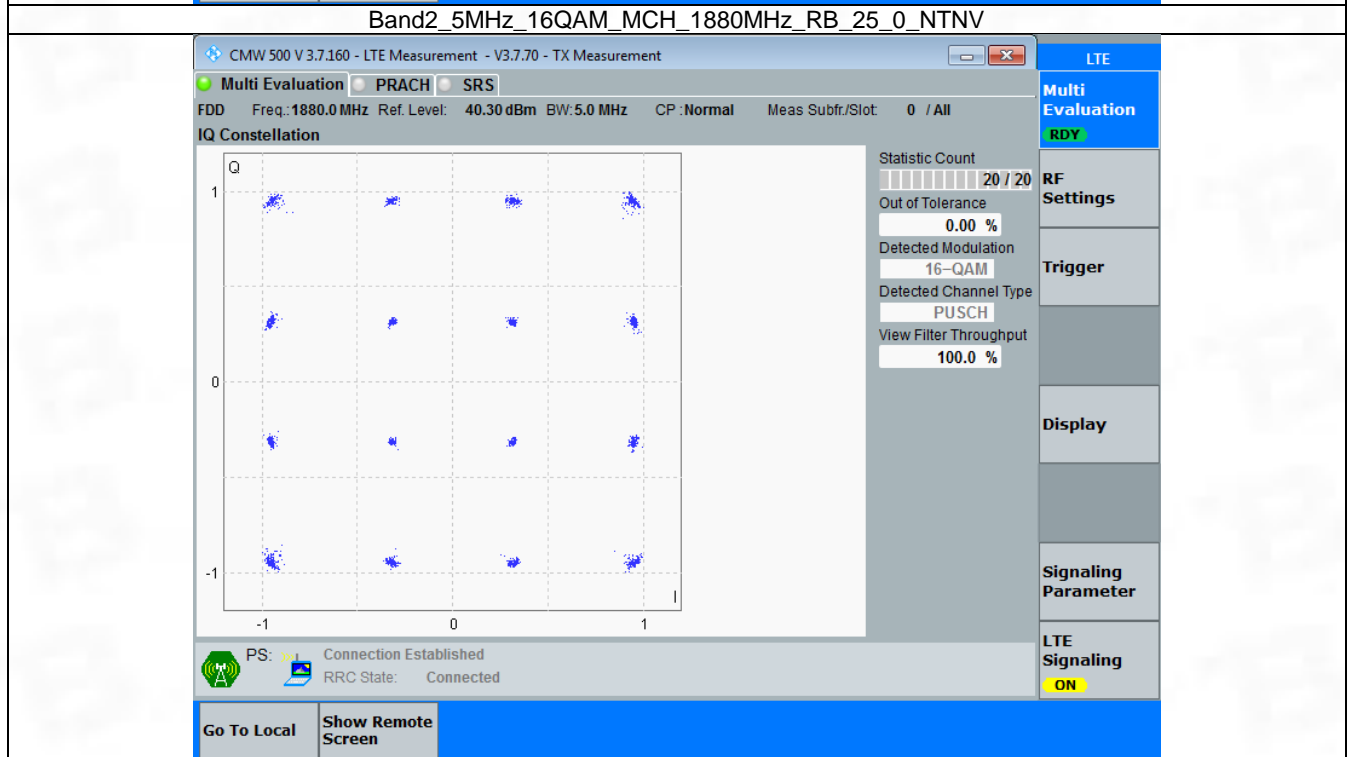 Band2_5MHz_16QAM_MCH_1880MHz_RB_25_0_NTNV
CMW 500 V 3.7.160 - LTE Measurement - V3.7.70 - TX Measurement
LTE
Multi Evaluation PRACH SRS
Multi
Evaluation
RDY
FDD Freq.:1880.0 MHz Ref. Level: 40.30 dBm BW:5.0 MHz CP :Normal Meas Subfr./Slot: 0 / All
IQ Constellation
Q
1
0
-1
I
-1 0 1
Statistic Count
20 / 20
Out of Tolerance
0.00 %
Detected Modulation
16-QAM
Detected Channel Type
PUSCH
View Filter Throughput
100.0 %
RF
Settings
Trigger
Display
Signaling
Parameter
LTE
Signaling
ON
PS: Connection Established
RRC State: Connected
Go To Local
Show Remote
Screen